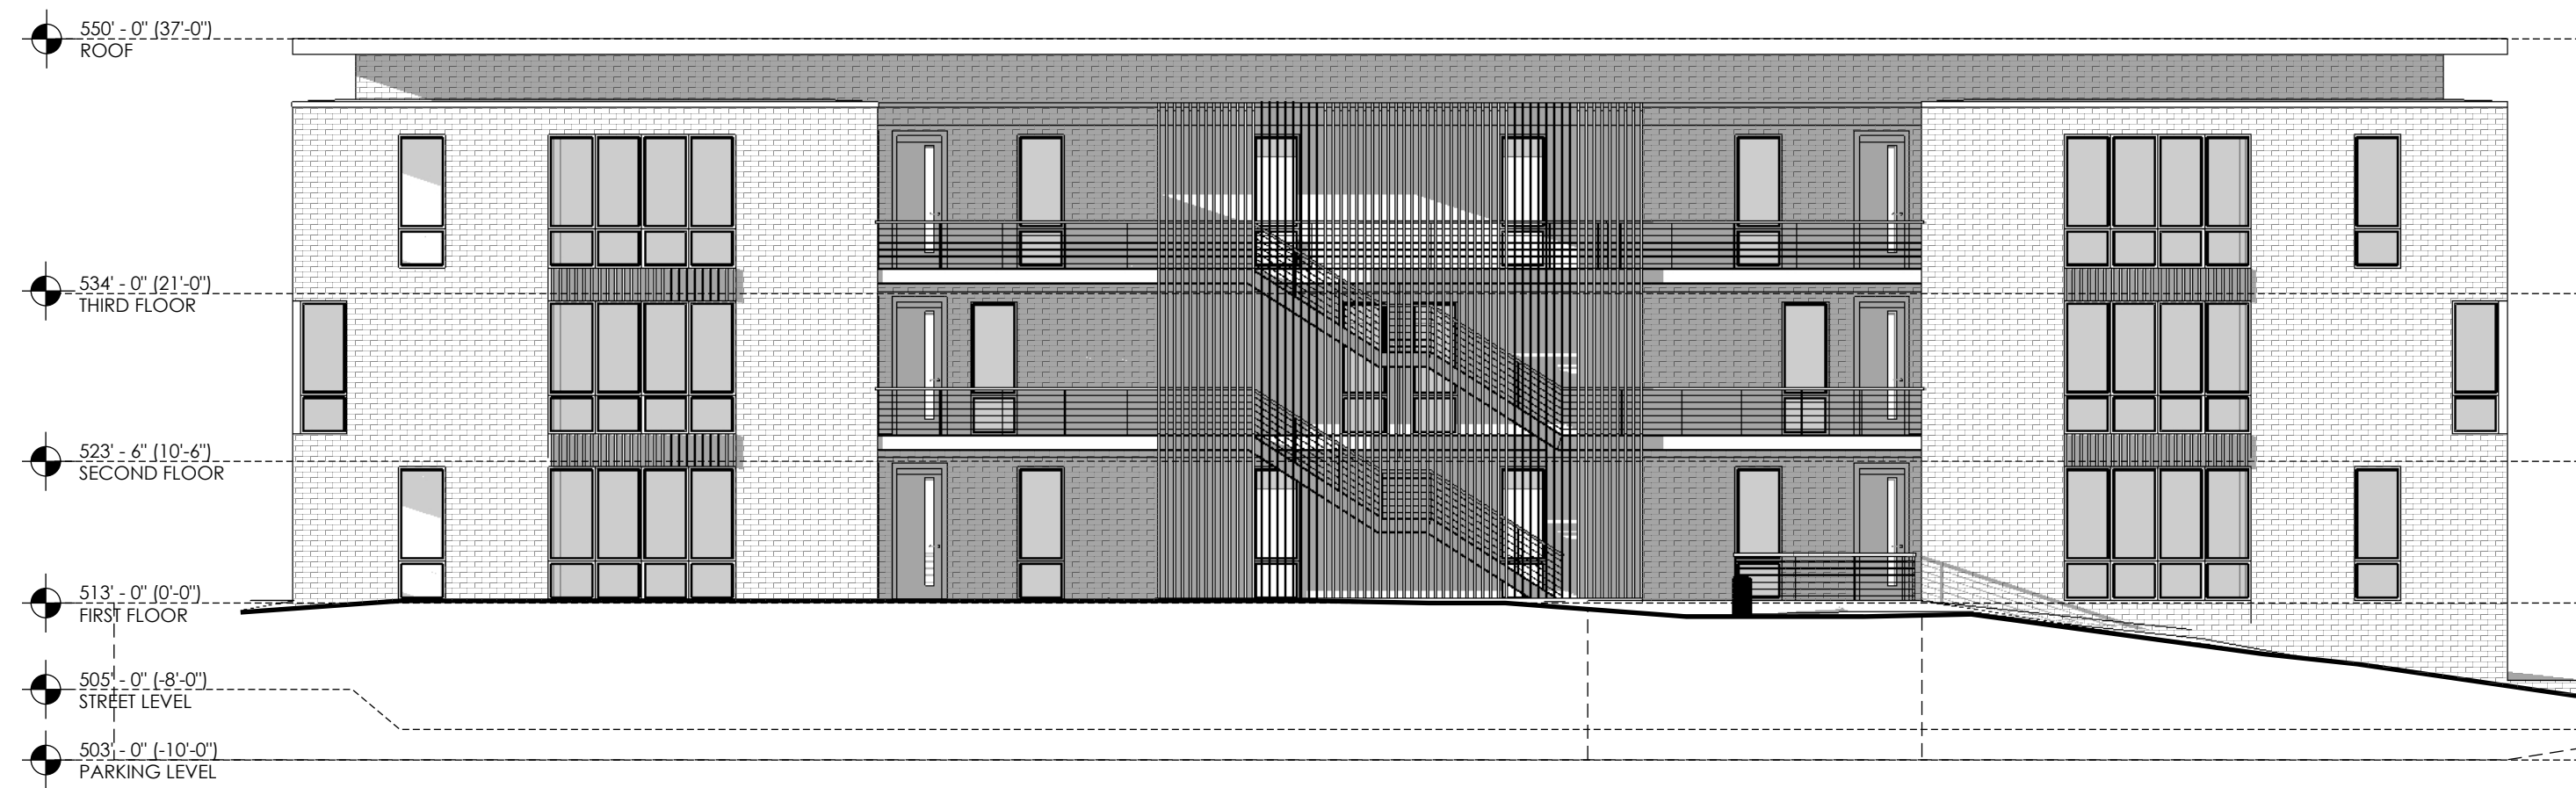 550' - 0" (37'-0")
ROOF
534' - 0" (21'-0")
THIRD FLOOR
523' - 6" (10'-6")
SECOND FLOOR
513' - 0" (0'-0")
FIRST FLOOR
505' - 0" (-8'-0")
STREET LEVEL
503' - 0" (-10'-0")
PARKING LEVEL